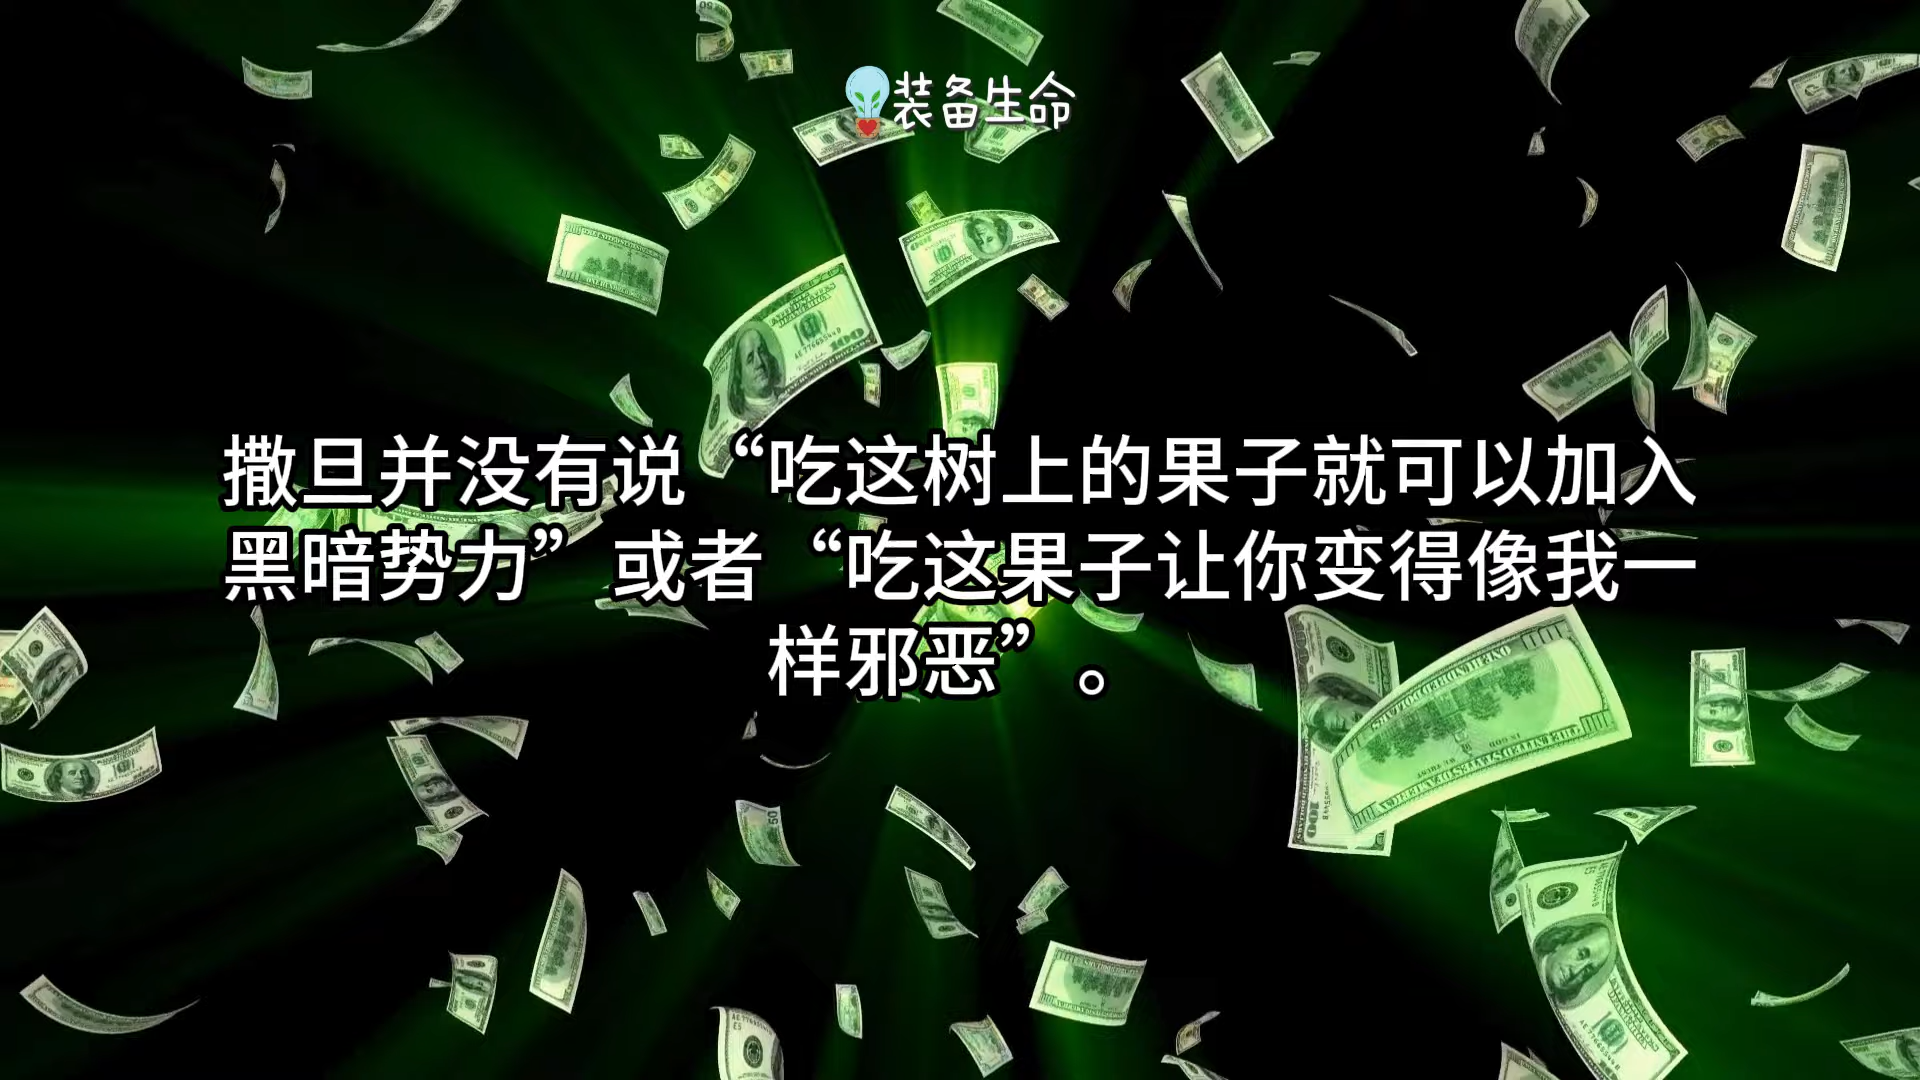 装备生命
撒旦并没有说“吃这树上的果子就可以加入
黑暗势力”或者“吃这果子让你变得像我一
样邪恶”。